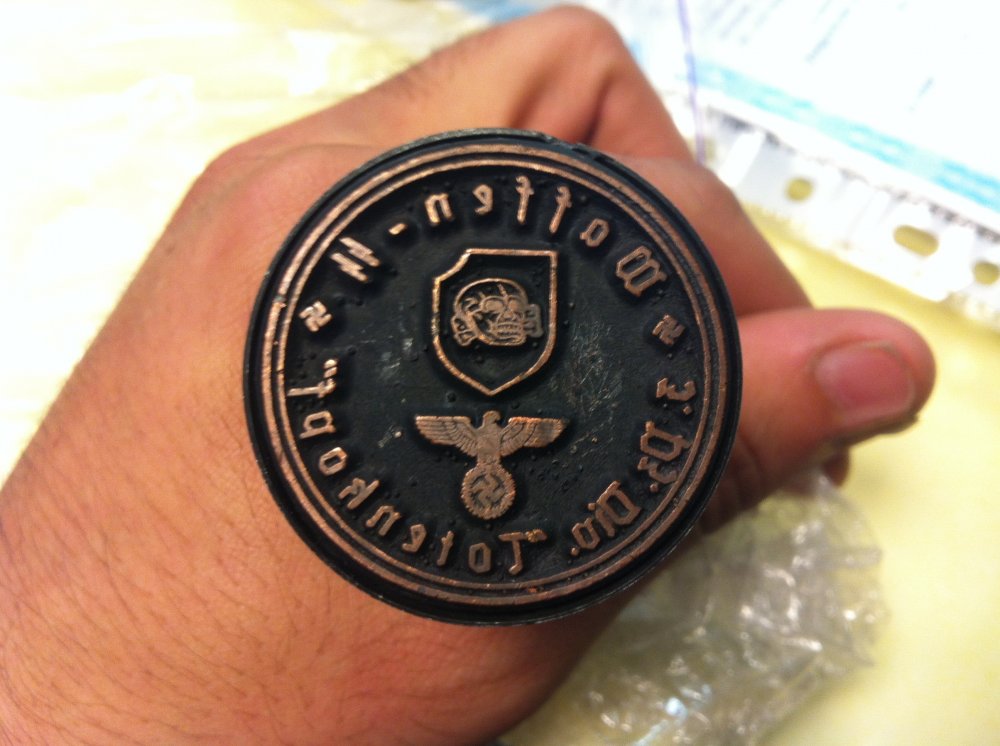 Waffen-ᛋᛋ
3. Pz. Div. "Totenkopf"